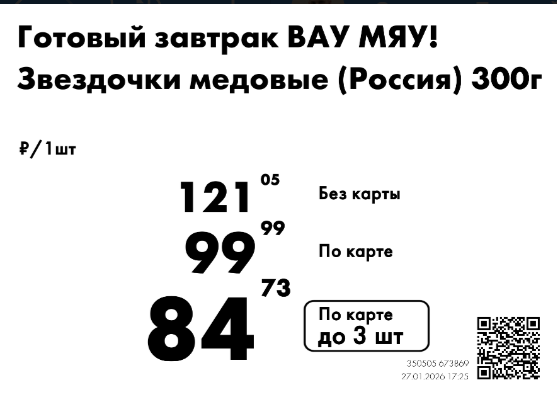 Готовый завтрак ВАУ МЯУ!
Звездочки медовые (Россия) 300г
₽/1шт
121 05 Без карты
99 99 По карте
84 73 По карте
до 3 шт
350505 673869
27.01.2026 17:25